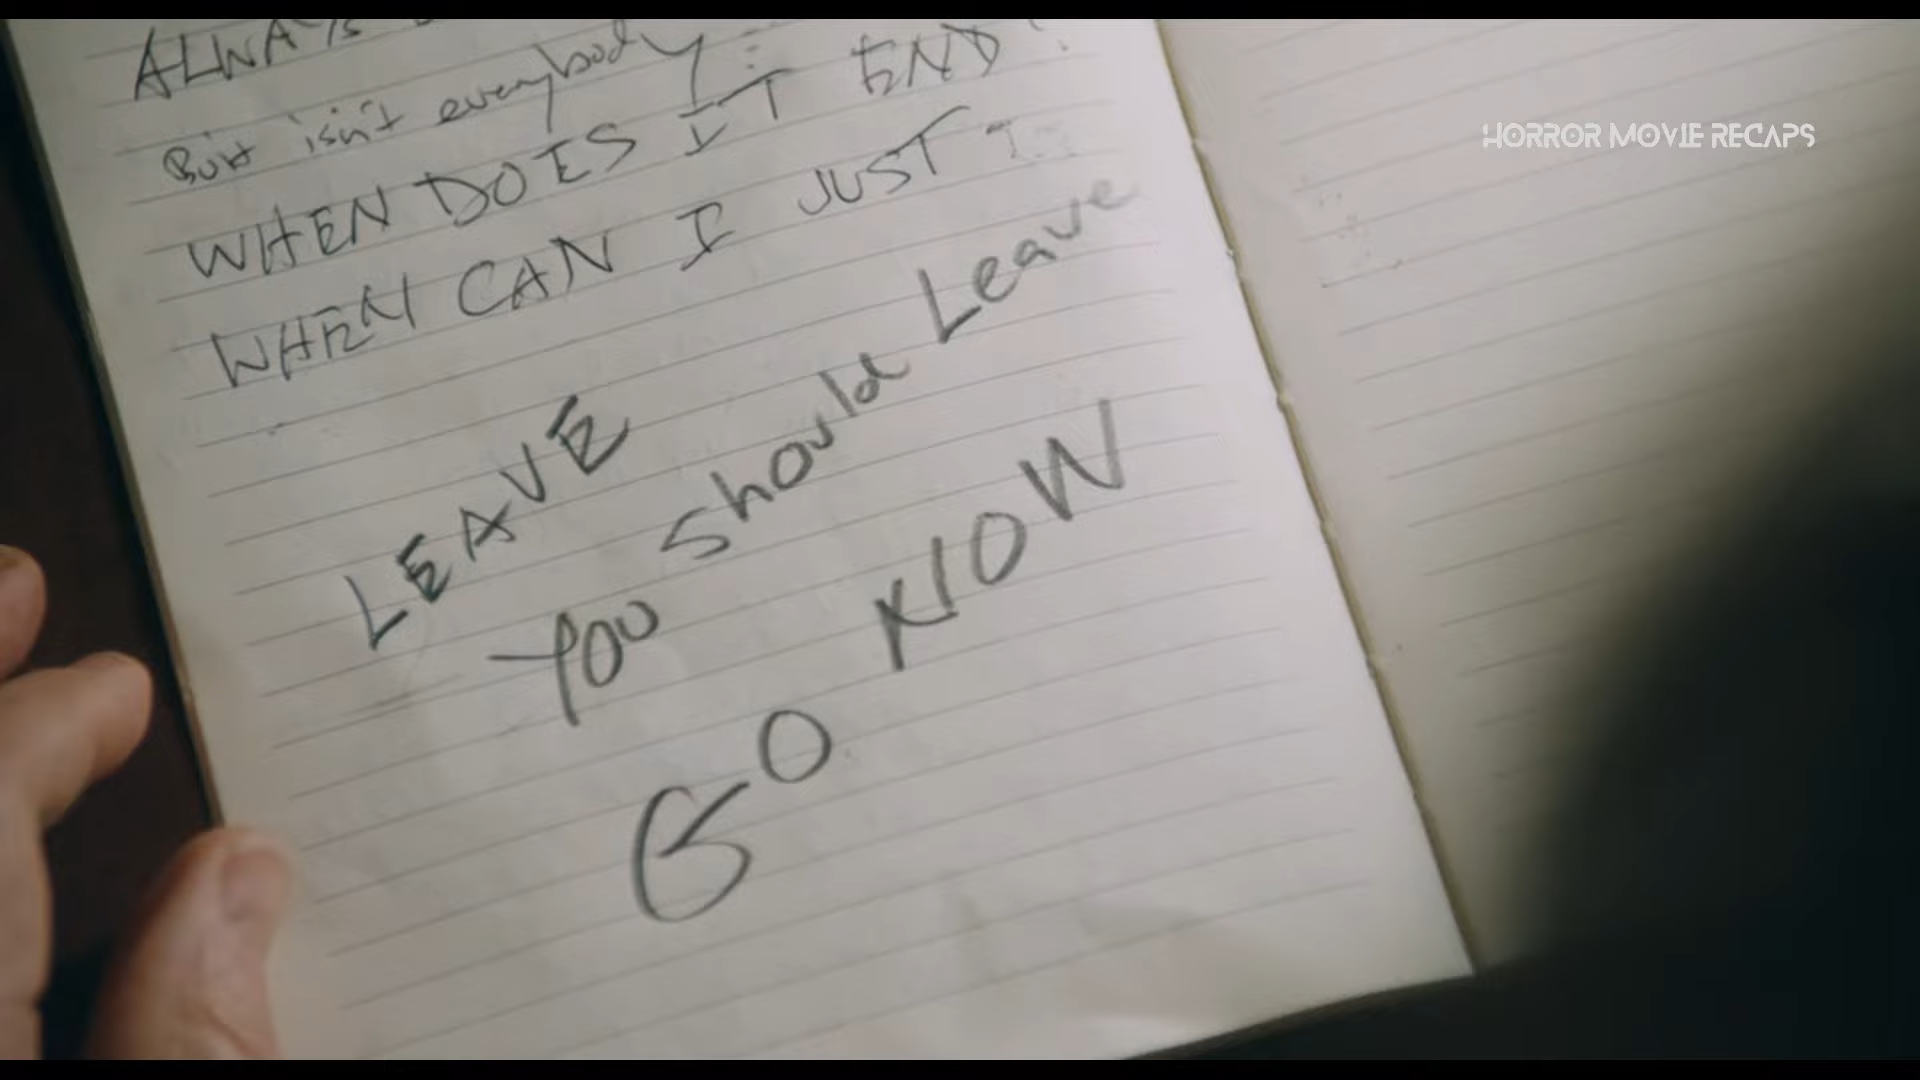 ALWAYS
But isn't everybody?
WHEN DOES IT END?
WHEN CAN I JUST
LEAVE
You should Leave
GO NOW
HORROR MOVIE RECAPS